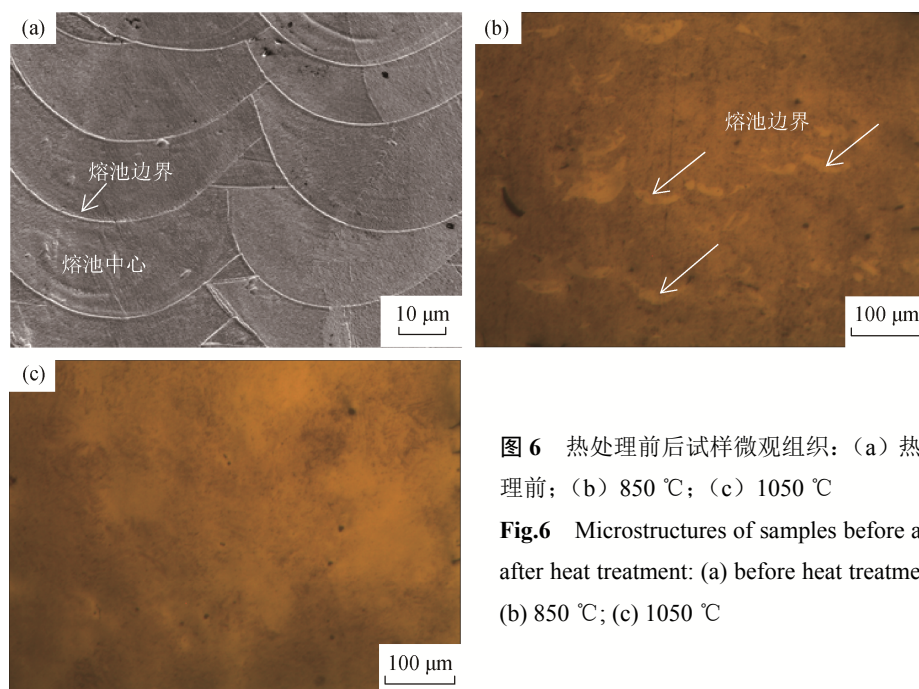 (a)
熔池边界
熔池中心
10 μm
(b)
熔池边界
100 μm
(c)
100 μm
图 6 热处理前后试样微观组织:(a)热
理前;(b)850 ℃;(c)1050 ℃
Fig.6 Microstructures of samples before a
after heat treatment: (a) before heat treatme
(b) 850 ℃; (c) 1050 ℃